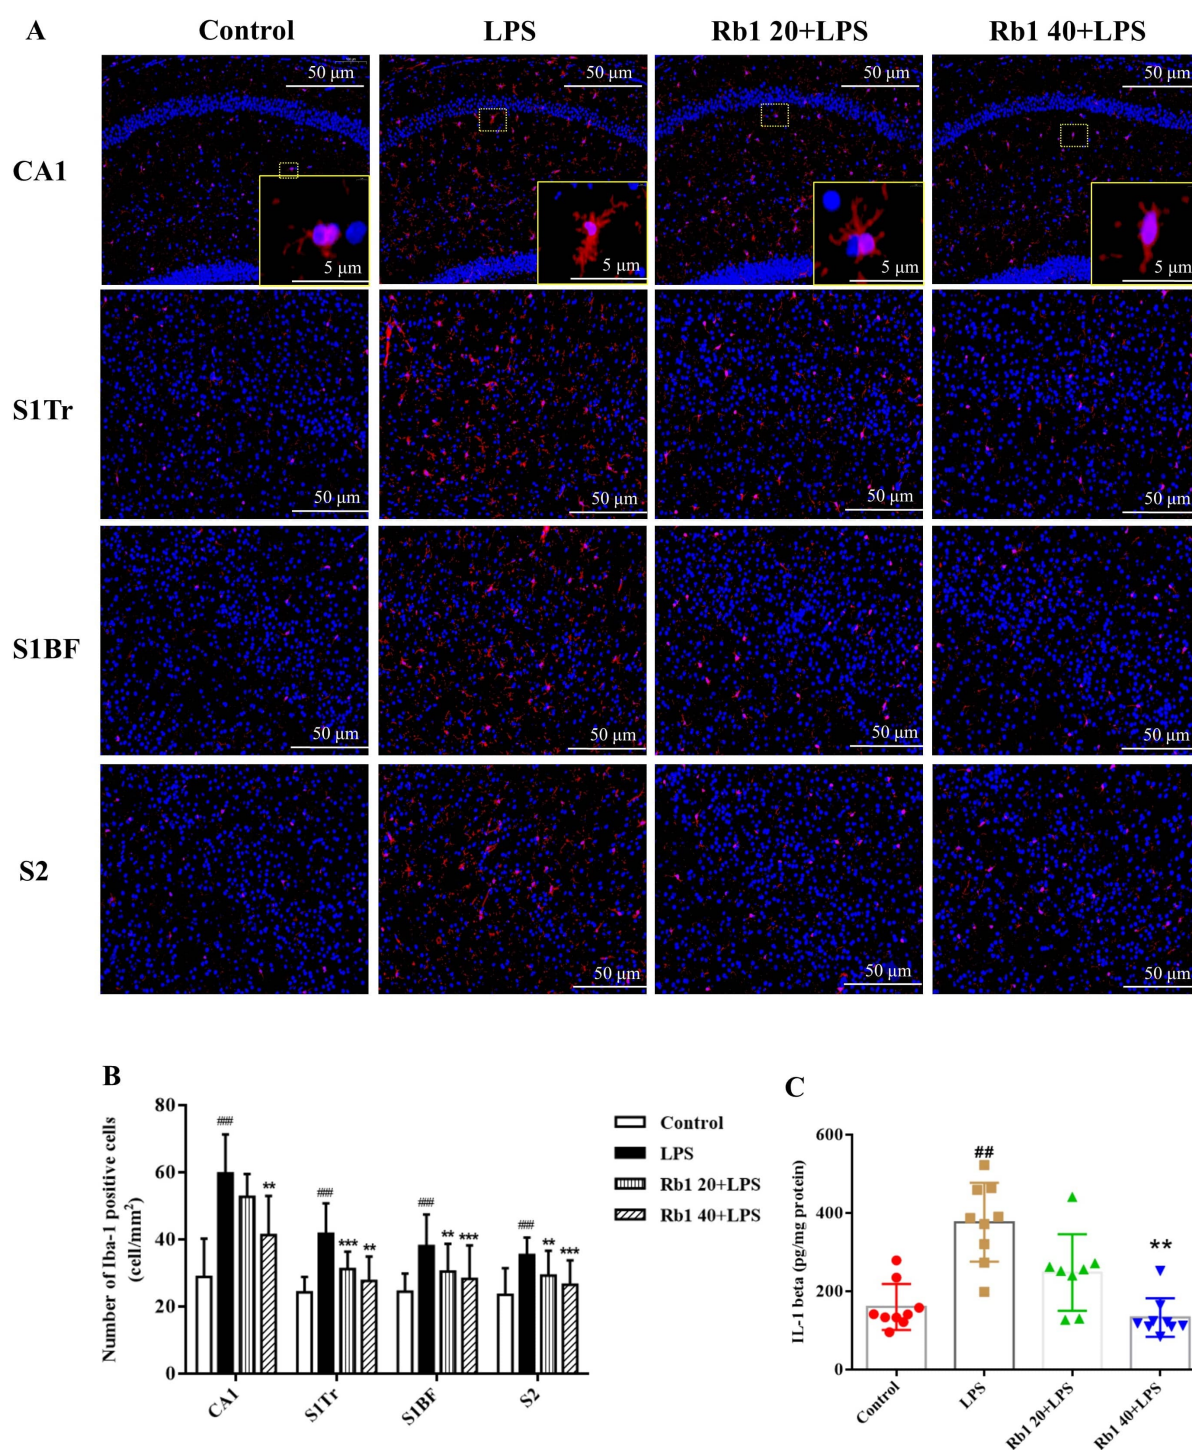 A
Control LPS Rb1 20+LPS Rb1 40+LPS
CA1
50 μm 50 μm 50 μm 50 μm
5 μm 5 μm 5 μm 5 μm
S1Tr
50 μm 50 μm 50 μm 50 μm
S1BF
50 μm 50 μm 50 μm 50 μm
S2
50 μm 50 μm 50 μm
B
Number of Iba-1 positive cells
(cell/mm²)
80
60
40
20
0
## ** ## *** ** ## ** *** ## ** ***
CA1 S1Tr S1BF S2
Control
LPS
Rb1 20+LPS
Rb1 40+LPS
C
IL-1 beta (pg/mg protein)
600
400
200
0
## **
Control LPS Rb1 20+LPS Rb1 40+LPS